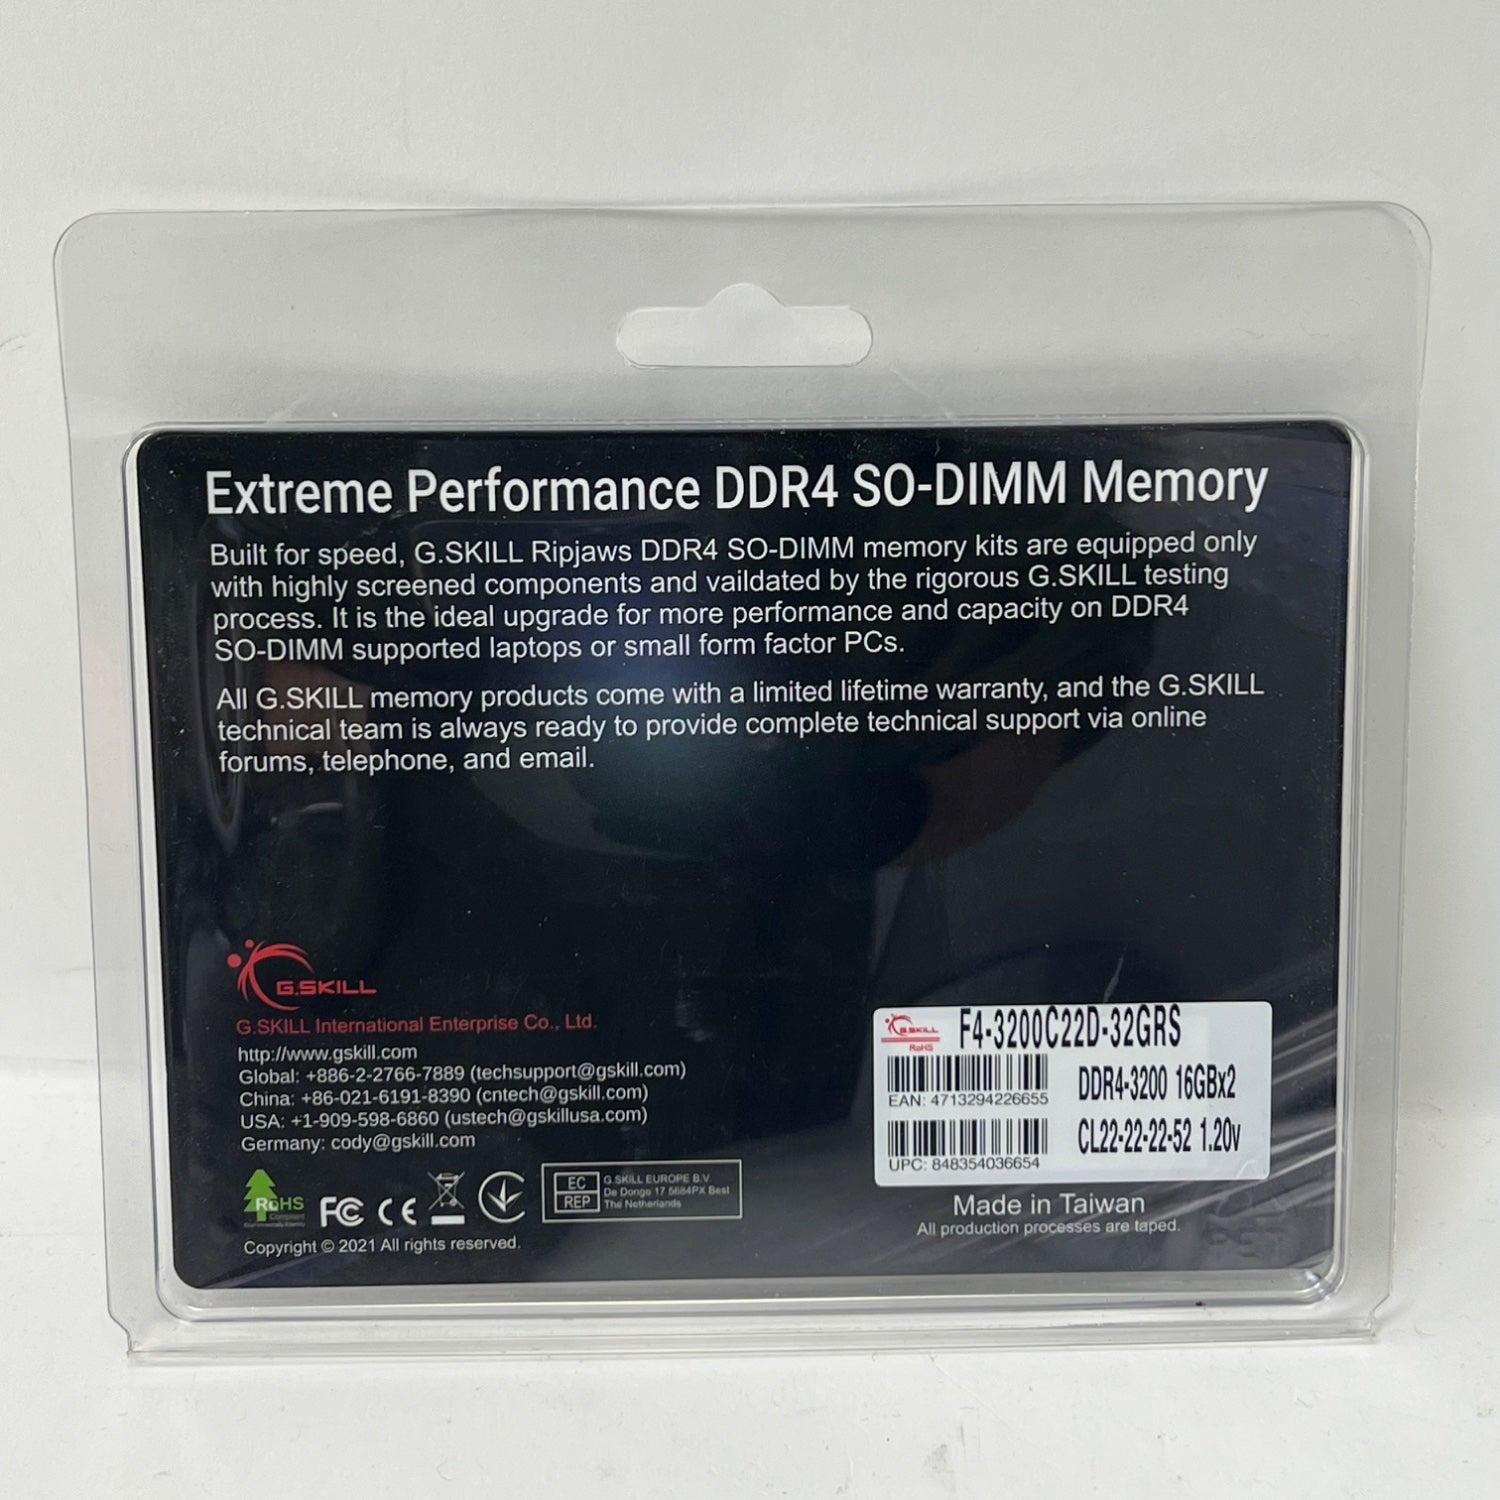 Extreme Performance DDR4 SO-DIMM Memory
Built for speed, G.SKILL Ripjaws DDR4 SO-DIMM memory kits are equipped only
with highly screened components and vaildated by the rigorous G.SKILL testing
process. It is the ideal upgrade for more performance and capacity on DDR4
SO-DIMM supported laptops or small form factor PCs.
All G.SKILL memory products come with a limited lifetime warranty, and the G.SKILL
technical team is always ready to provide complete technical support via online
forums, telephone, and email.
G.SKILL
G.SKILL International Enterprise Co., Ltd.
http://www.gskill.com
Global: +886-2-2766-7889 (techsupport@gskill.com)
China: +86-021-6191-8390 (cntech@gskill.com)
USA: +1-909-598-6860 (ustech@gskillusa.com)
Germany: cody@gskill.com
RoHS
Compliant
FC CE
EC
REP
G.SKILL EUROPE B.V.
De Donge 17 5684PX Best
The Netherlands
Copyright © 2021 All rights reserved.
G.SKILL
RoHS
F4-3200C22D-32GRS
EAN: 4713294226655
DDR4-3200 16GBx2
UPC: 848354036654
CL22-22-22-52 1.20v
Made in Taiwan
All production processes are taped.
PET